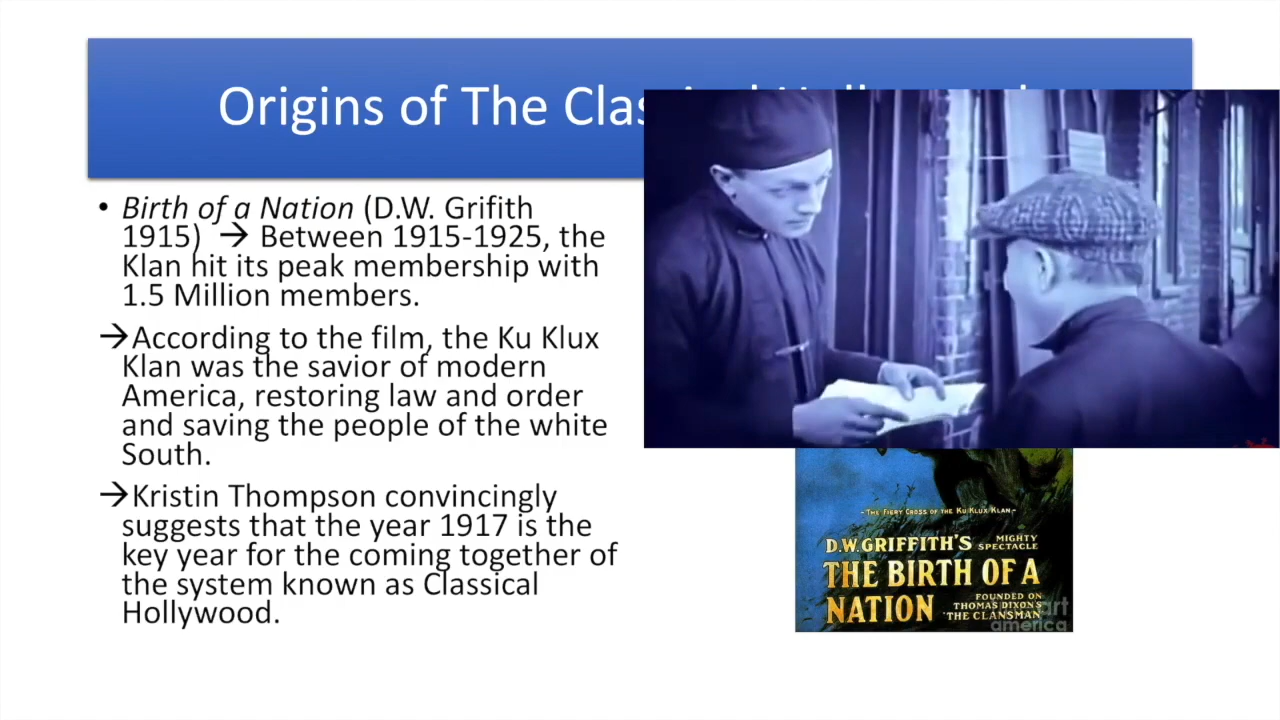 Origins of The
• Birth of a Nation (D.W. Grifith
1915) → Between 1915-1925, the
Klan hit its peak membership with
1.5 Million members.
→According to the film, the Ku Klux
Klan was the savior of modern
America, restoring law and order
and saving the people of the white
South.
→Kristin Thompson convincingly
suggests that the year 1917 is the
key year for the coming together of
the system known as Classical
Hollywood.
-THE FIERY CROSS OF THE KU KLUX KLAN-
D.W. GRIFFITH'S MIGHTY SPECTACLE
THE BIRTH OF A
NATION FOUNDED ON
THOMAS DIXON'S
"THE CLANSMAN"
america